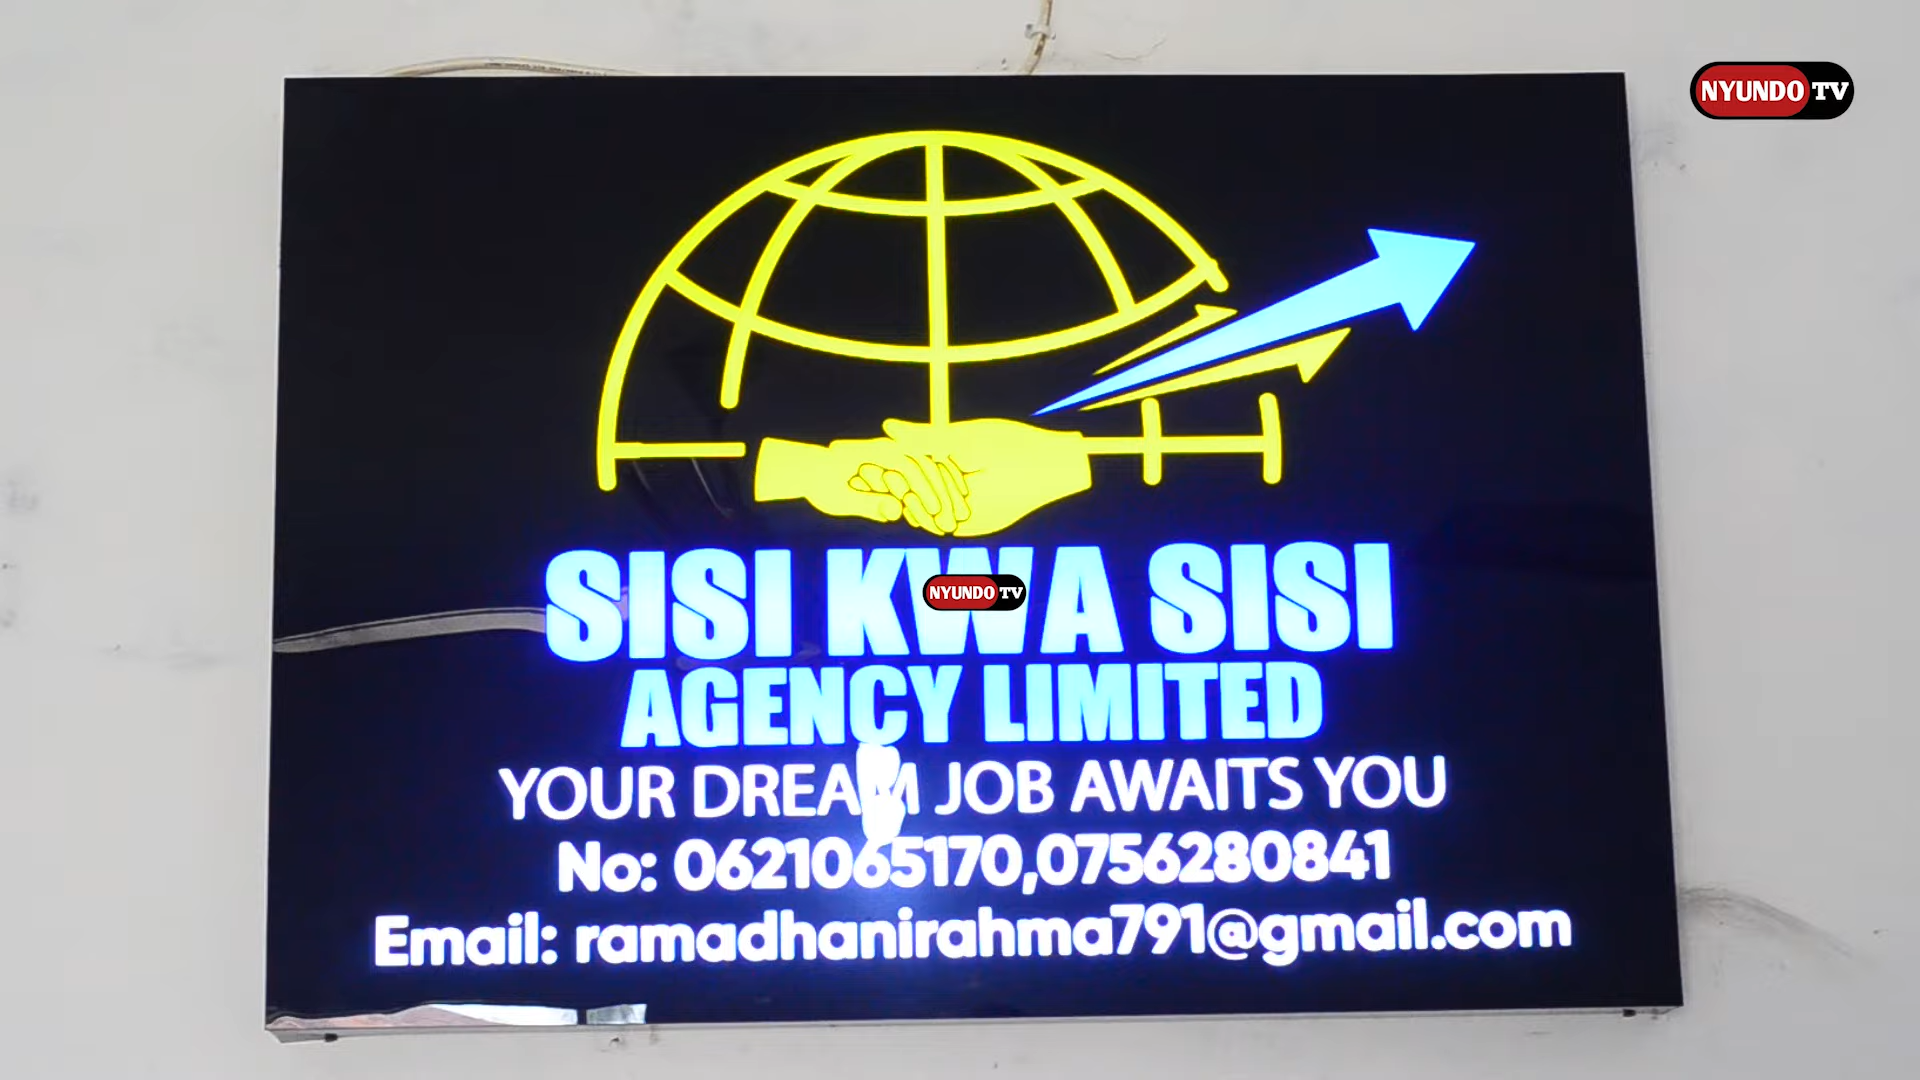 NYUNDO TV
SISI KWA SISI
NYUNDO TV
AGENCY LIMITED
YOUR DREAM JOB AWAITS YOU
No: 0621065170,0756280841
Email: ramadhanirahma791@gmail.com